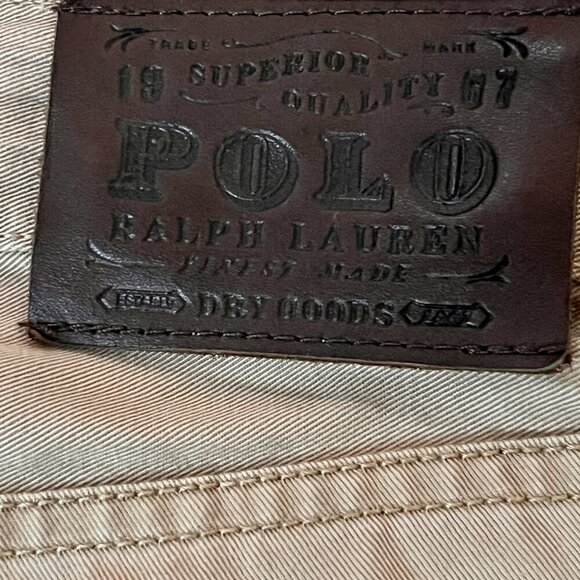 TRADE MARK
19 SUPERIOR QUALITY 67
POLO
RALPH LAUREN
FINEST MADE
DRY GOODS